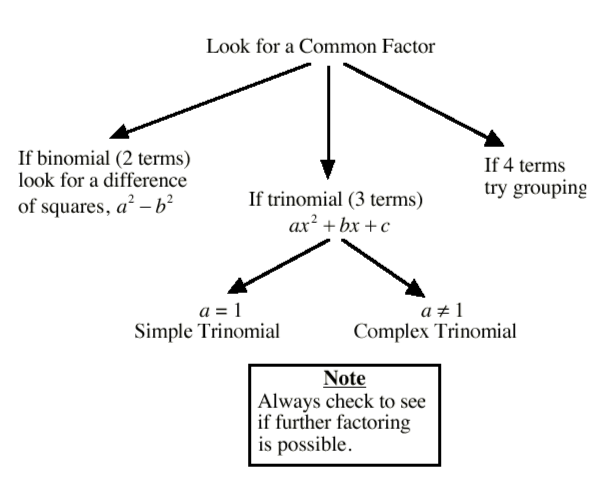 Look for a Common Factor
If binomial (2 terms)
look for a difference
of squares, a² – b²
If trinomial (3 terms)
ax² + bx + c
If 4 terms
try grouping
a = 1
Simple Trinomial
a ≠ 1
Complex Trinomial
Note
Always check to see
if further factoring
is possible.